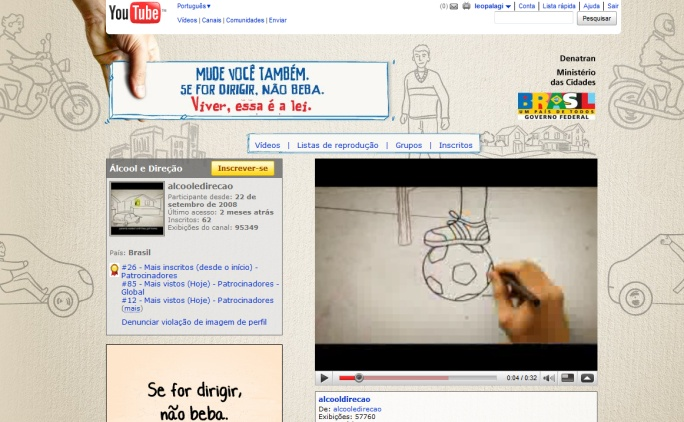 YouTube
Português▼
Vídeos | Canais | Comunidades | Enviar
(0) leopalagi ▼ | Conta | Lista rápida | Ajuda | Sair
Pesquisar
MUDE VOCÊ TAMBÉM.
SE FOR DIRIGIR, NÃO BEBA.
Viver, essa é a lei.
Denatran
Ministério
das Cidades
BRASIL
UM PAÍS DE TODOS
GOVERNO FEDERAL
Vídeos | Listas de reprodução | Grupos | Inscritos
Álcool e Direção
Inscrever-se
alcooledirecao
Participante desde: 22 de
setembro de 2008
Último acesso: 2 meses atrás
Inscritos: 62
Exibições do canal: 95349
País: Brasil
#26 - Mais inscritos (desde o início) -
Patrocinadores
#85 - Mais vistos (Hoje) - Patrocinadores -
Global
#12 - Mais vistos (Hoje) - Patrocinadores
(mais)
Denunciar violação de imagem de perfil
Se for dirigir,
não beba.
0:04 / 0:32
alcooldirecao
De: alcooledirecao
Exibições: 57760